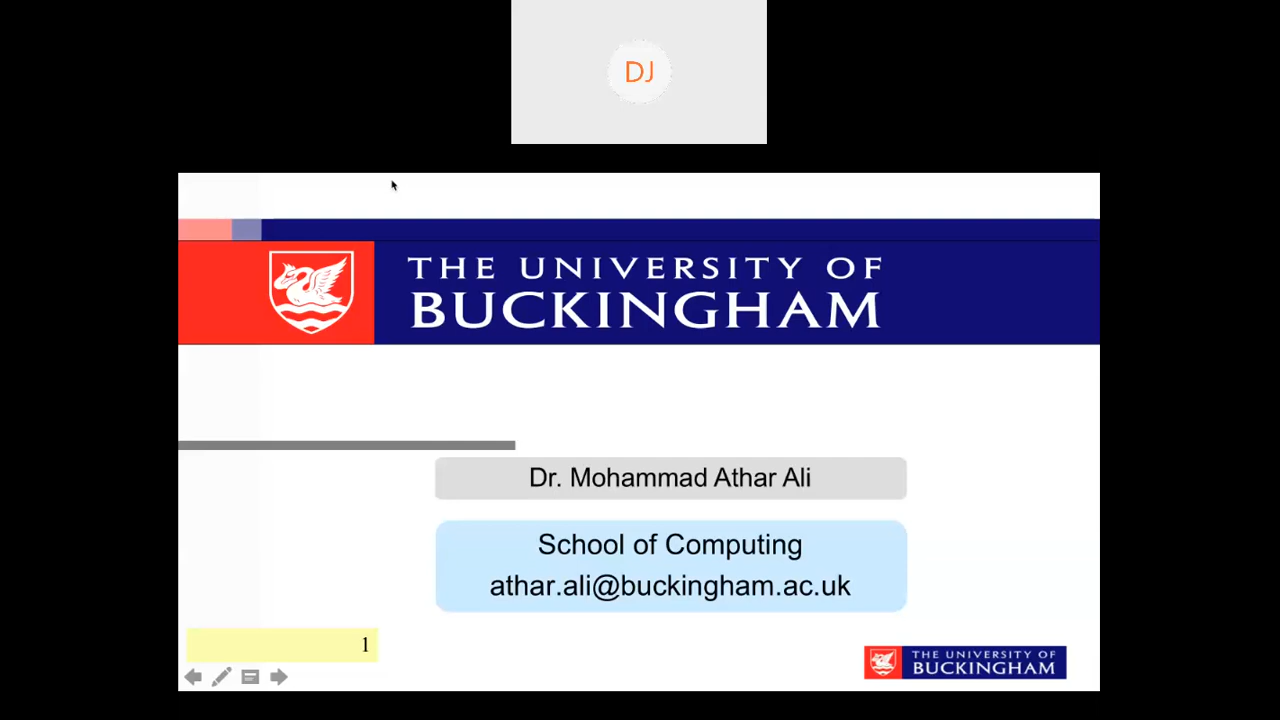 DJ
THE UNIVERSITY OF
BUCKINGHAM
Dr. Mohammad Athar Ali
School of Computing
athar.ali@buckingham.ac.uk
1
THE UNIVERSITY OF
BUCKINGHAM